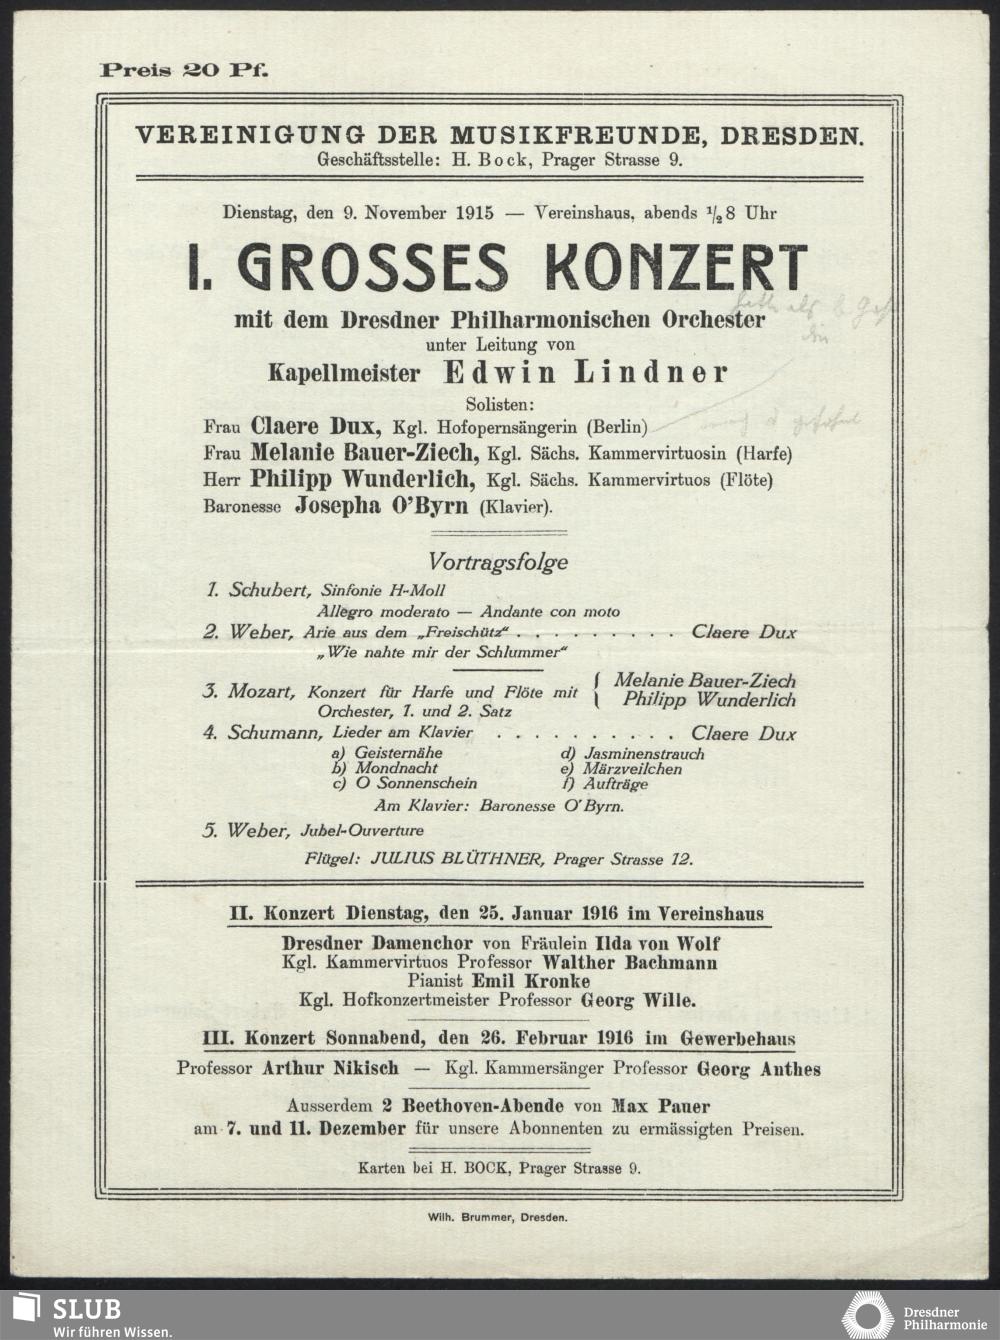 Preis 20 Pf.
VEREINIGUNG DER MUSIKFREUNDE, DRESDEN.
Geschäftsstelle: H. Bock, Prager Strasse 9.
Dienstag, den 9. November 1915 — Vereinshaus, abends ½8 Uhr
I. GROSSES KONZERT
mit dem Dresdner Philharmonischen Orchester
unter Leitung von
Kapellmeister Edwin Lindner
Solisten:
Frau Claere Dux, Kgl. Hofopernsängerin (Berlin)
Frau Melanie Bauer-Ziech, Kgl. Sächs. Kammervirtuosin (Harfe)
Herr Philipp Wunderlich, Kgl. Sächs. Kammervirtuos (Flöte)
Baronesse Josepha O'Byrn (Klavier).
Vortragsfolge
1. Schubert, Sinfonie H-Moll
Allegro moderato — Andante con moto
2. Weber, Arie aus dem „Freischütz“ . . . . . . . . . Claere Dux
„Wie nahte mir der Schlummer“
3. Mozart, Konzert für Harfe und Flöte mit { Melanie Bauer-Ziech
Philipp Wunderlich
Orchester, 1. und 2. Satz
4. Schumann, Lieder am Klavier . . . . . . . . . . Claere Dux
a) Geisternähe d) Jasminenstrauch
b) Mondnacht e) Märzveilchen
c) O Sonnenschein f) Aufträge
Am Klavier: Baronesse O'Byrn.
5. Weber, Jubel-Ouverture
Flügel: JULIUS BLÜTHNER, Prager Strasse 12.
II. Konzert Dienstag, den 25. Januar 1916 im Vereinshaus
Dresdner Damenchor von Fräulein Ilda von Wolf
Kgl. Kammervirtuos Professor Walther Bachmann
Pianist Emil Kronke
Kgl. Hofkonzertmeister Professor Georg Wille.
III. Konzert Sonnabend, den 26. Februar 1916 im Gewerbehaus
Professor Arthur Nikisch — Kgl. Kammersänger Professor Georg Anthes
Ausserdem 2 Beethoven-Abende von Max Pauer
am 7. und 11. Dezember für unsere Abonnenten zu ermässigten Preisen.
Karten bei H. BOCK, Prager Strasse 9.
Wilh. Brummer, Dresden.
SLUB
Wir führen Wissen.
Dresdner
Philharmonie